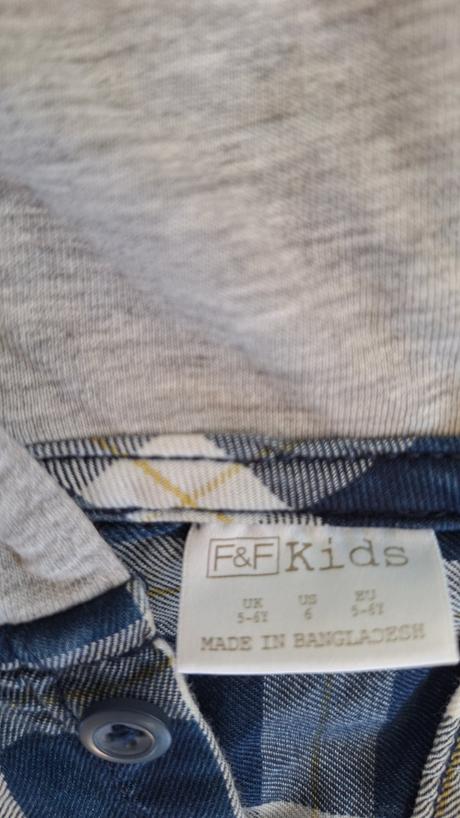 F&F Kids
UK US EU
5-6Y 6 5-6Y
MADE IN BANGLADESH